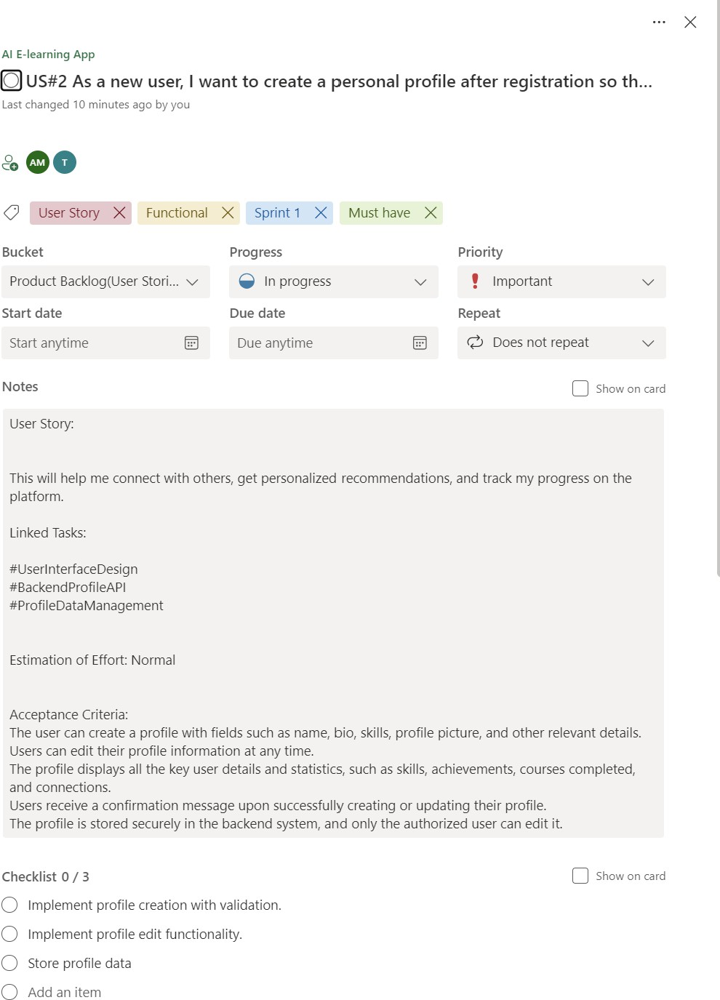 AI E-learning App
US#2 As a new user, I want to create a personal profile after registration so th...
Last changed 10 minutes ago by you
AM T
User Story Functional Sprint 1 Must have
Bucket Progress Priority
Product Backlog(User Stori... In progress Important
Start date Due date Repeat
Start anytime Due anytime Does not repeat
Notes Show on card
User Story:
This will help me connect with others, get personalized recommendations, and track my progress on the
platform.
Linked Tasks:
#UserInterfaceDesign
#BackendProfileAPI
#ProfileDataManagement
Estimation of Effort: Normal
Acceptance Criteria:
The user can create a profile with fields such as name, bio, skills, profile picture, and other relevant details.
Users can edit their profile information at any time.
The profile displays all the key user details and statistics, such as skills, achievements, courses completed,
and connections.
Users receive a confirmation message upon successfully creating or updating their profile.
The profile is stored securely in the backend system, and only the authorized user can edit it.
Checklist 0 / 3 Show on card
Implement profile creation with validation.
Implement profile edit functionality.
Store profile data
Add an item